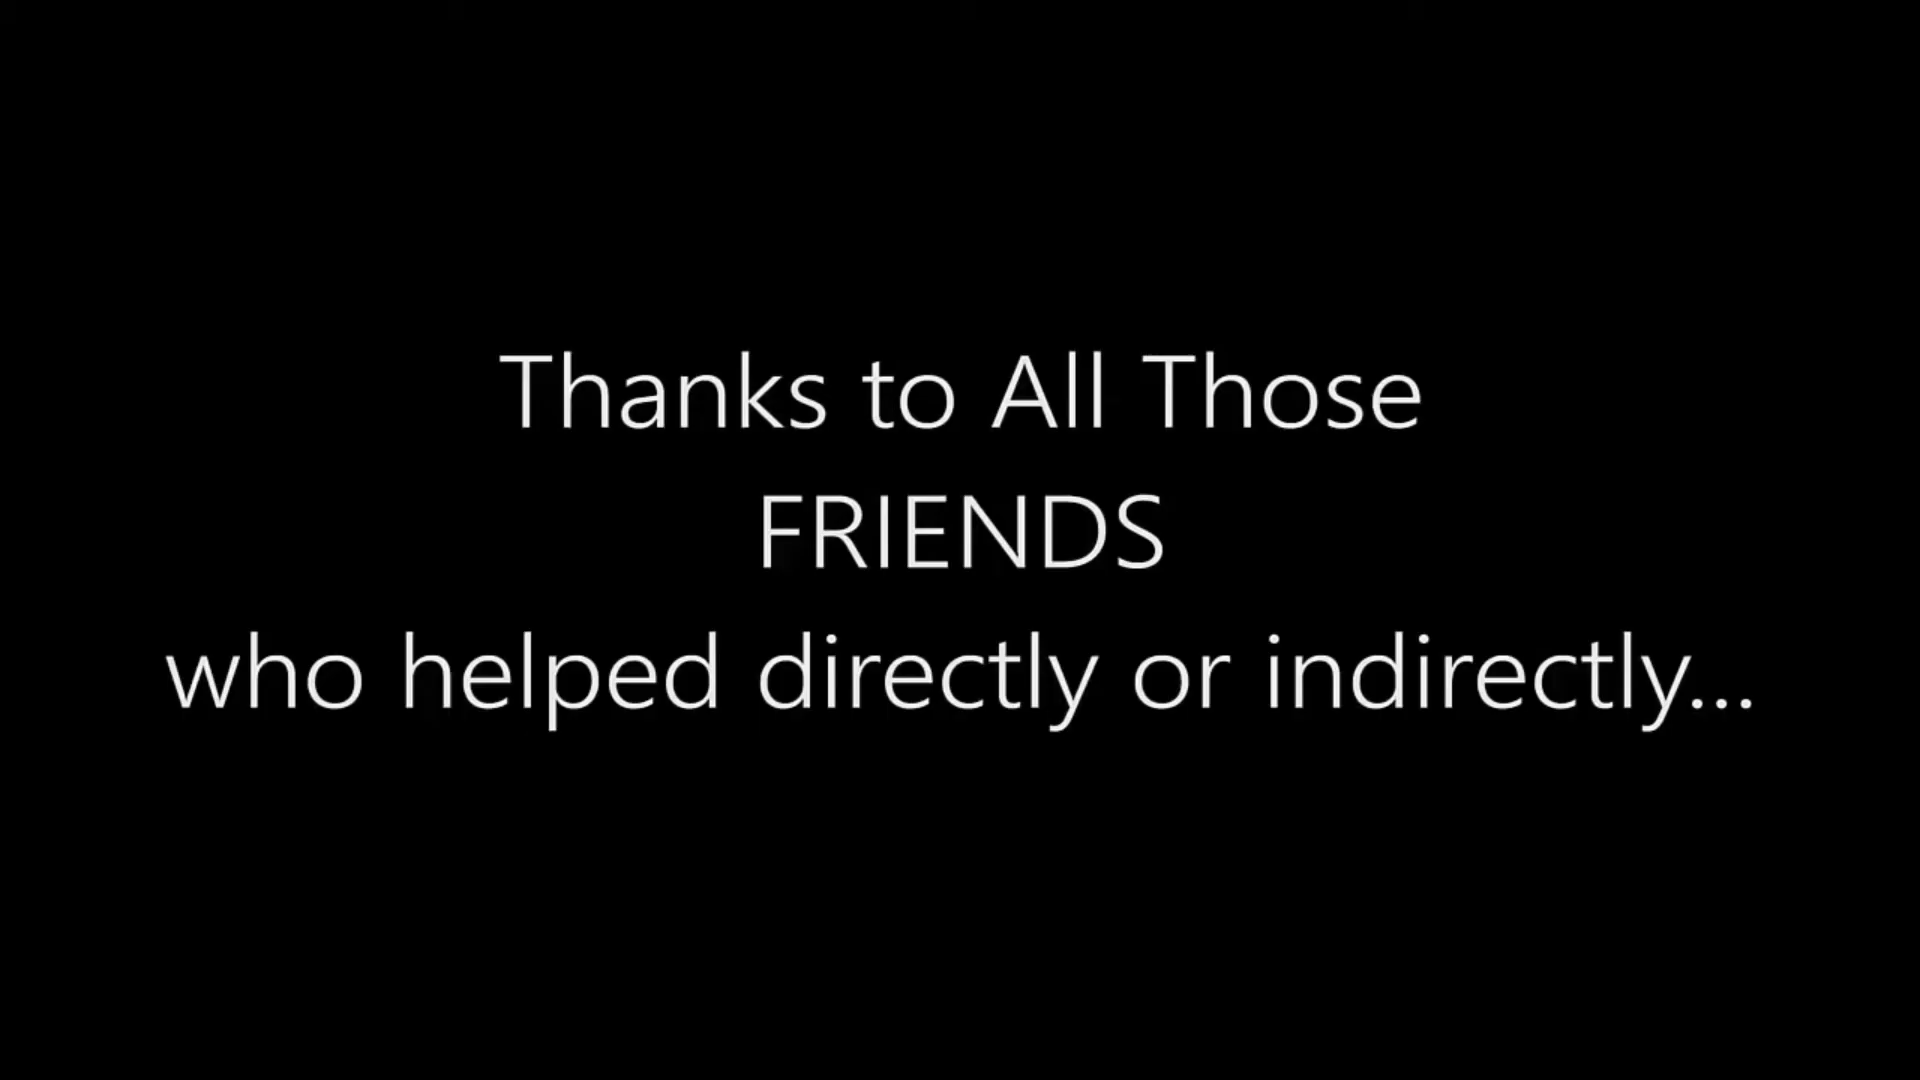 Thanks to All Those
FRIENDS
who helped directly or indirectly...